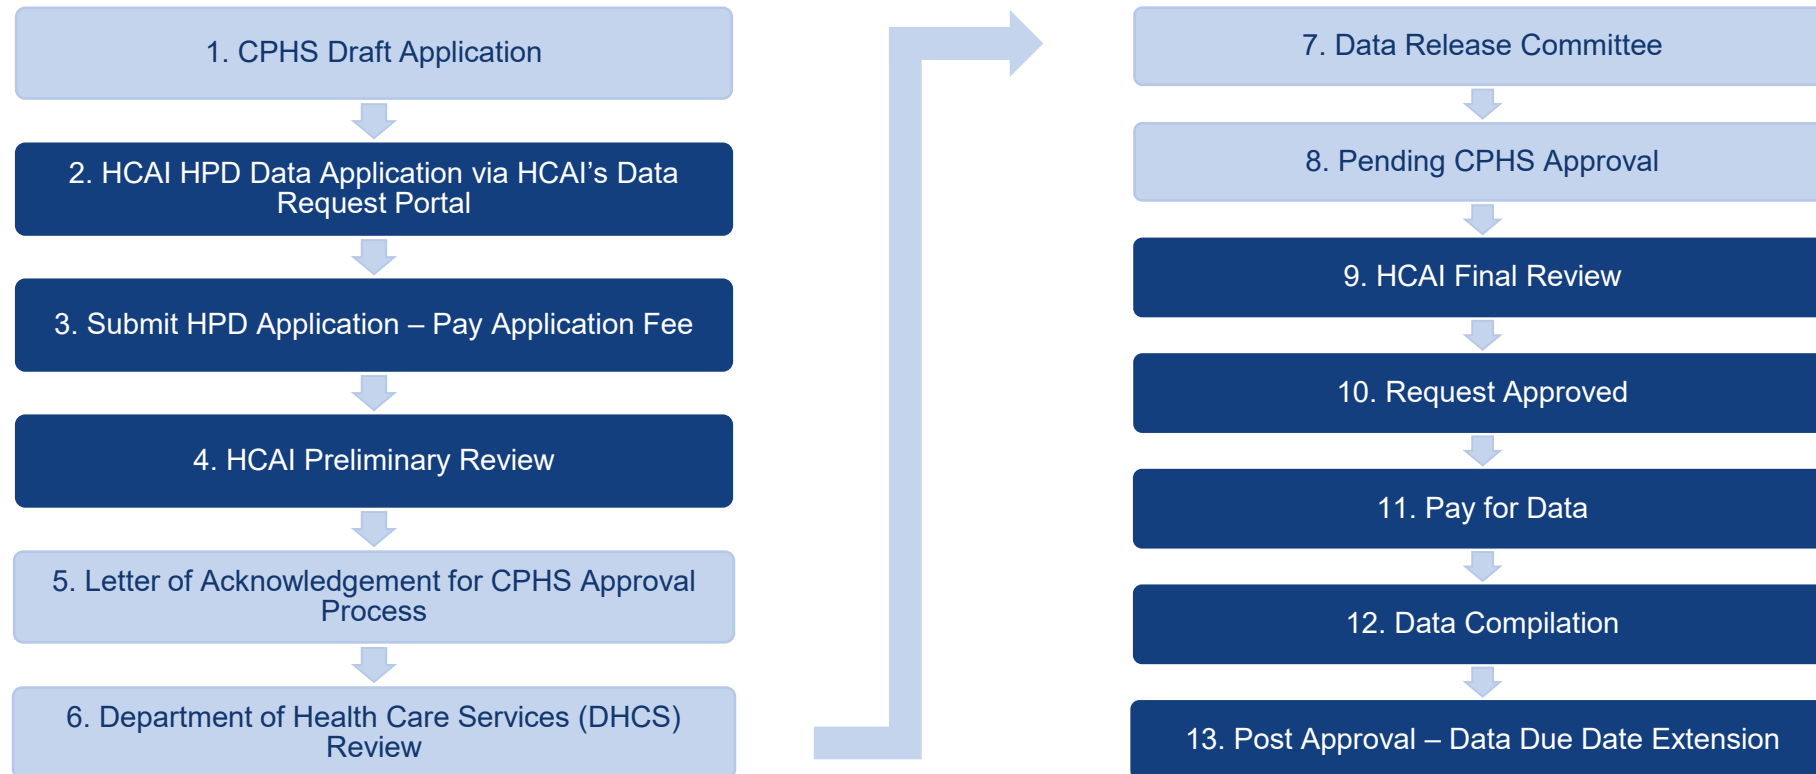 1. CPHS Draft Application
2. HCAI HPD Data Application via HCAI’s Data
Request Portal
3. Submit HPD Application – Pay Application Fee
4. HCAI Preliminary Review
5. Letter of Acknowledgement for CPHS Approval
Process
6. Department of Health Care Services (DHCS)
Review
7. Data Release Committee
8. Pending CPHS Approval
9. HCAI Final Review
10. Request Approved
11. Pay for Data
12. Data Compilation
13. Post Approval – Data Due Date Extension